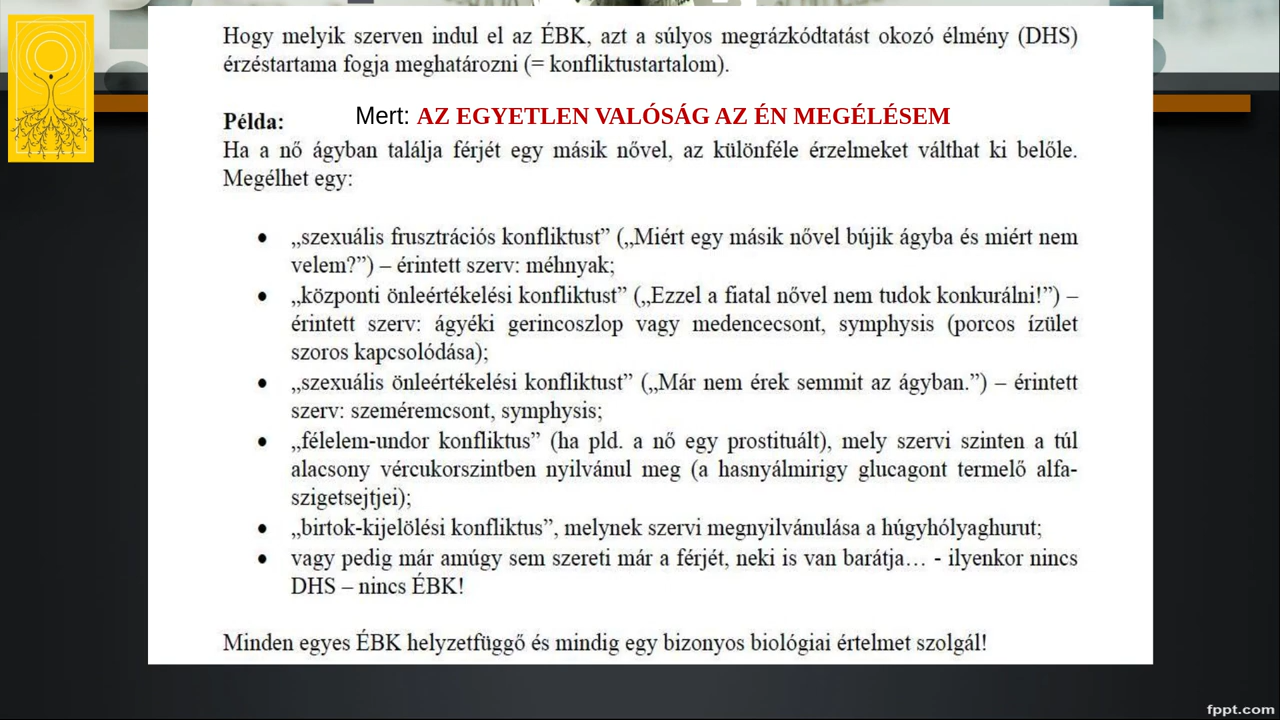 Hogy melyik szerven indul el az ÉBK, azt a súlyos megrázkódtatást okozó élmény (DHS)
érzéstartama fogja meghatározni (= konfliktustartalom).
Példa: Mert: AZ EGYETLEN VALÓSÁG AZ ÉN MEGÉLÉSEM
Ha a nő ágyban találja férjét egy másik nővel, az különféle érzelmeket válthat ki belőle.
Megélhet egy:
• „szexuális frusztrációs konfliktust” („Miért egy másik nővel bújik ágyba és miért nem
velem?”) – érintett szerv: méhnyak;
• „központi önleértékelési konfliktust” („Ezzel a fiatal nővel nem tudok konkurálni!”) –
érintett szerv: ágyéki gerincoszlop vagy medencecsont, symphysis (porcos ízület
szoros kapcsolódása);
• „szexuális önleértékelési konfliktust” („Már nem érek semmit az ágyban.”) – érintett
szerv: szeméremcsont, symphysis;
• „félelem-undor konfliktus” (ha pld. a nő egy prostituált), mely szervi szinten a túl
alacsony vércukorszintben nyilvánul meg (a hasnyálmirigy glucagont termelő alfa-
szigetsejtjei);
• „birtok-kijelölési konfliktus”, melynek szervi megnyilvánulása a húgyhólyaghurut;
• vagy pedig már amúgy sem szereti már a férjét, neki is van barátja… - ilyenkor nincs
DHS – nincs ÉBK!
Minden egyes ÉBK helyzetfüggő és mindig egy bizonyos biológiai értelmet szolgál!
fppt.com